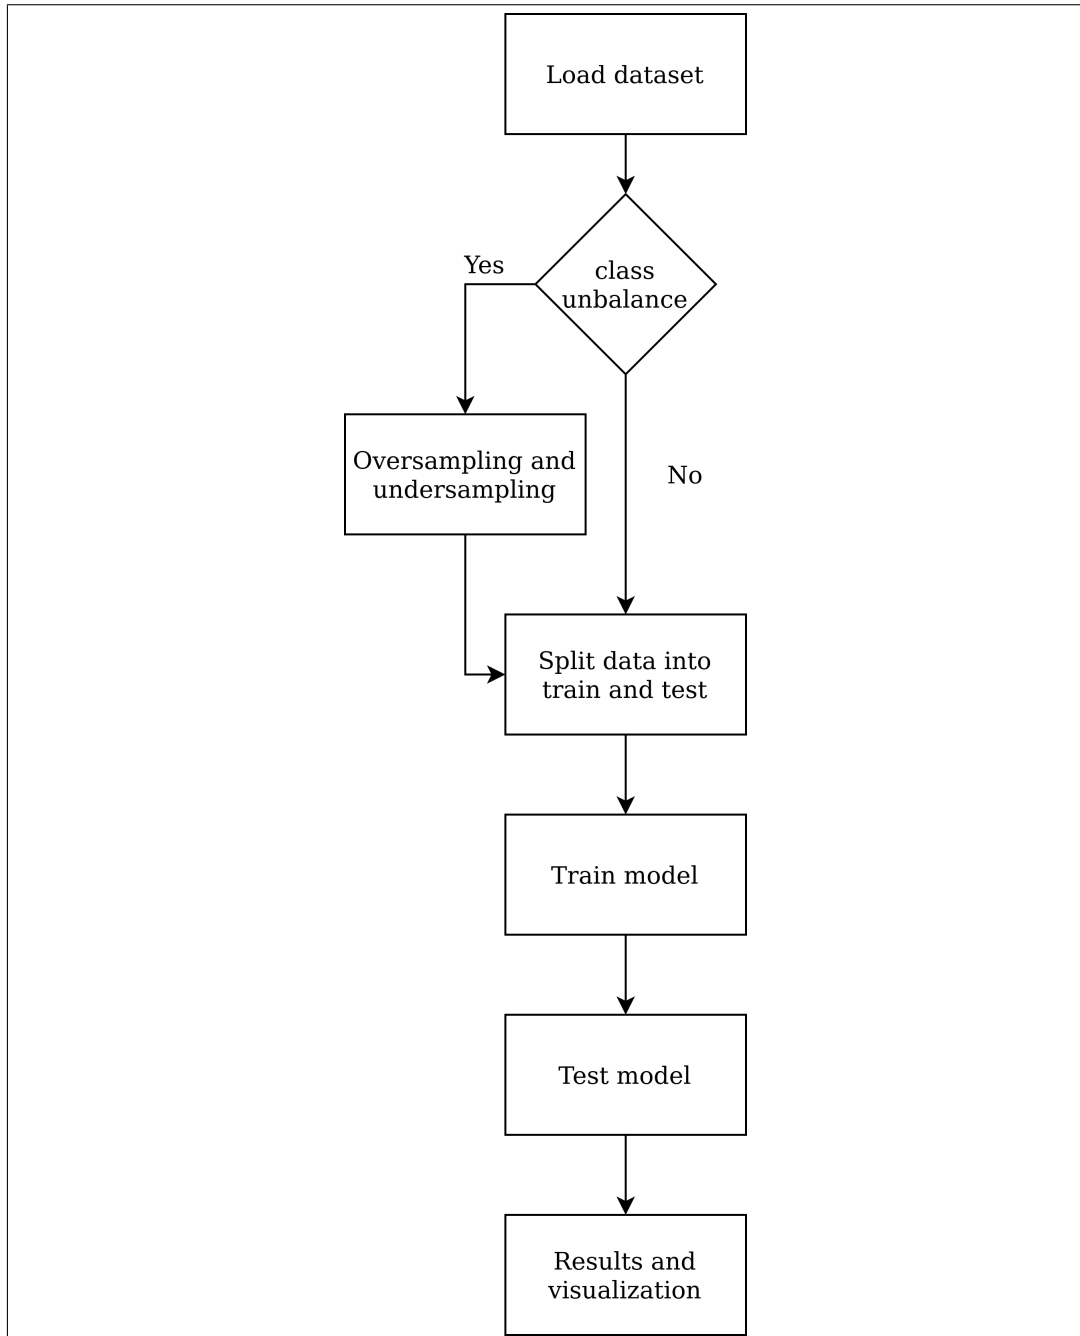 Load dataset
class
unbalance
Yes
Oversampling and
undersampling
No
Split data into
train and test
Train model
Test model
Results and
visualization